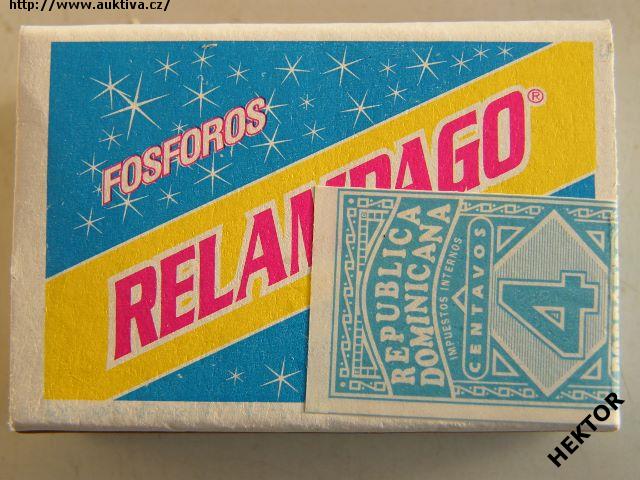 http://www.auktiva.cz/
FOSFOROS
RELAMPAGO®
REPUBLICA
DOMINICANA
IMPUESTOS INTERNOS
CENTAVOS
4
HEKTOR